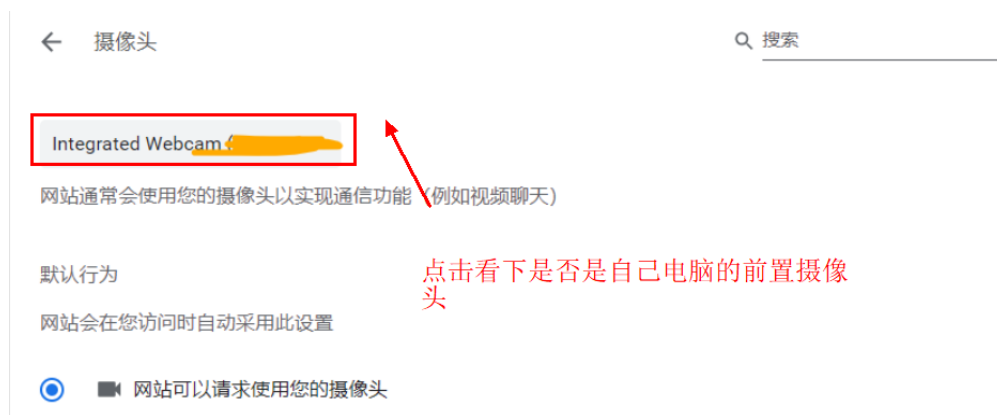 摄像头
搜索
Integrated Webcam (
网站通常会使用您的摄像头以实现通信功能（例如视频聊天）
默认行为
点击看下是否是自己电脑的前置摄像
头
网站会在您访问时自动采用此设置
网站可以请求使用您的摄像头